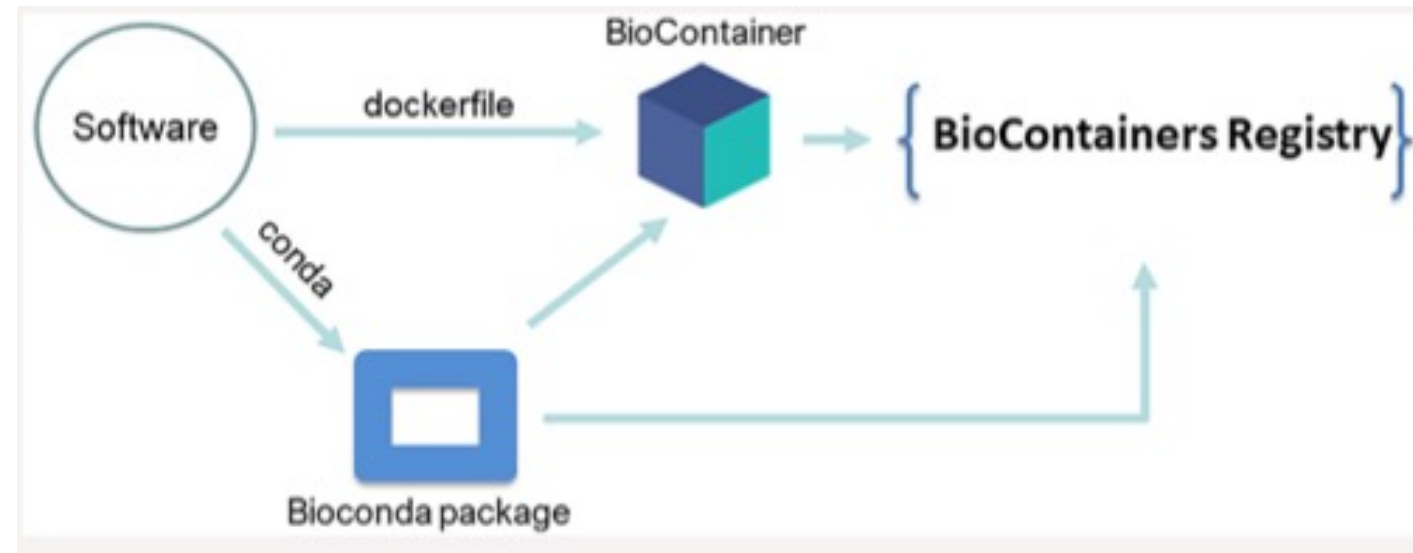 BioContainer
dockerfile
Software
{ BioContainers Registry }
conda
Bioconda package